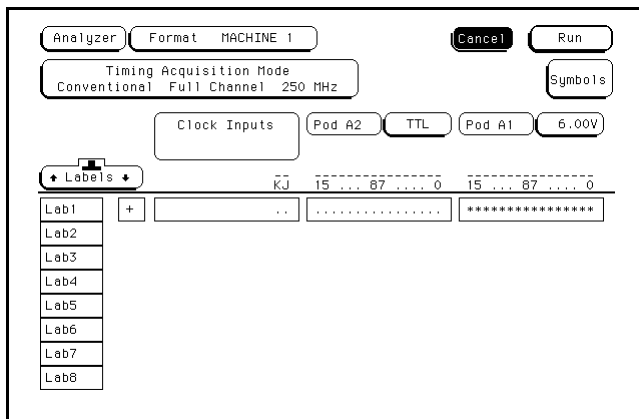 Analyzer Format MACHINE 1 Cancel Run
Timing Acquisition Mode
Conventional Full Channel 250 MHz
Symbols
Clock Inputs Pod A2 TTL Pod A1 6.00V
↑ Labels ↓
KJ 15 ... 87 .... 0 15 ... 87 .... 0
Lab1 + .. ................ ****************
Lab2
Lab3
Lab4
Lab5
Lab6
Lab7
Lab8